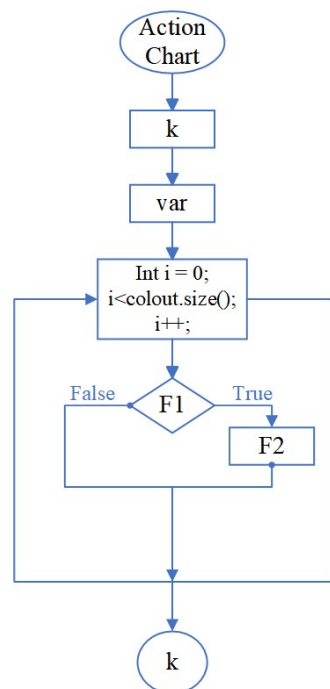 Action
Chart
k
var
Int i = 0;
i<colout.size();
i++;
False
F1
True
F2
k